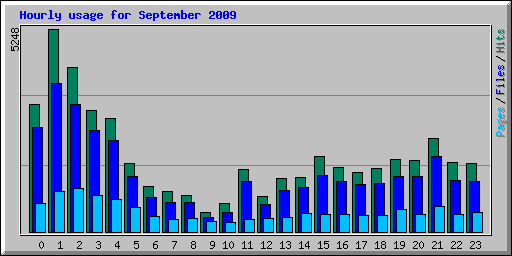 Hourly usage for September 2009
5248
Pages / Files / Hits
0 1 2 3 4 5 6 7 8 9 10 11 12 13 14 15 16 17 18 19 20 21 22 23